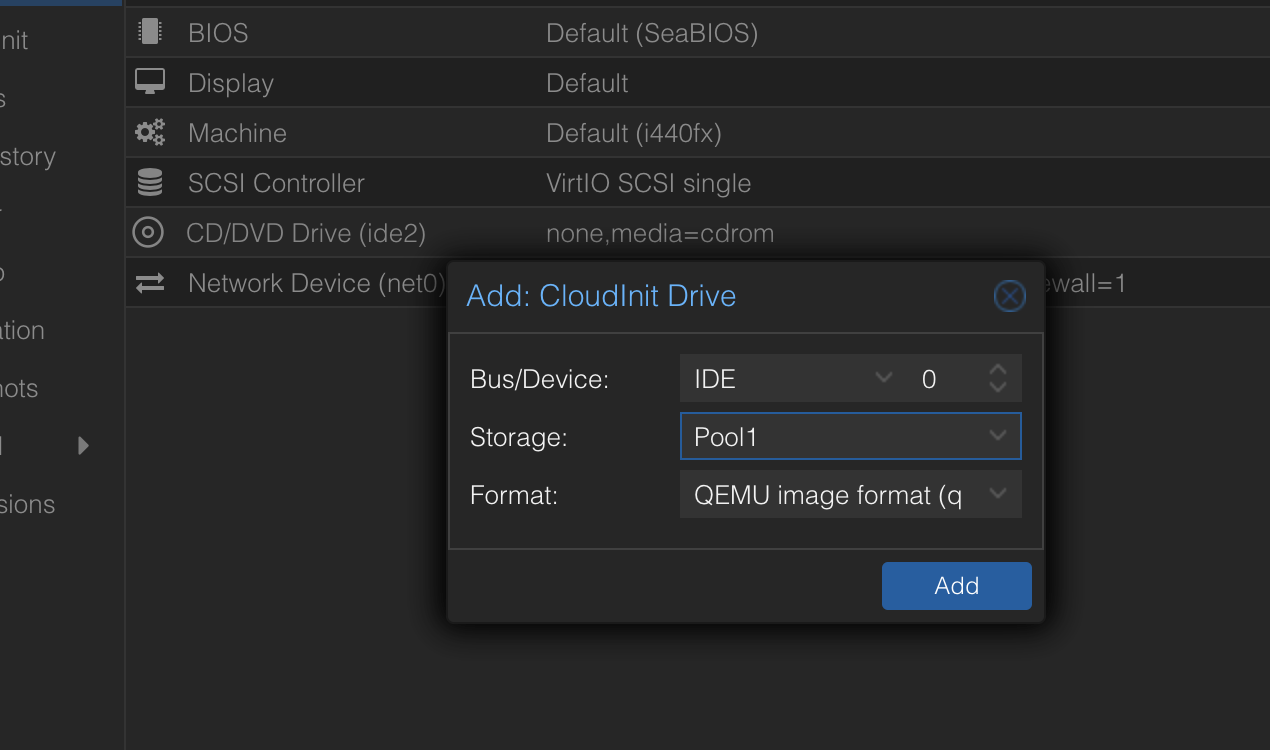 BIOS Default (SeaBIOS)
nit
Display Default
s
Machine Default (i440fx)
story
SCSI Controller VirtIO SCSI single
CD/DVD Drive (ide2) none,media=cdrom
Network Device (net0) ewall=1
Add: CloudInit Drive
ation
Bus/Device: IDE 0
nots
Storage: Pool1
Format: QEMU image format (q
sions
Add